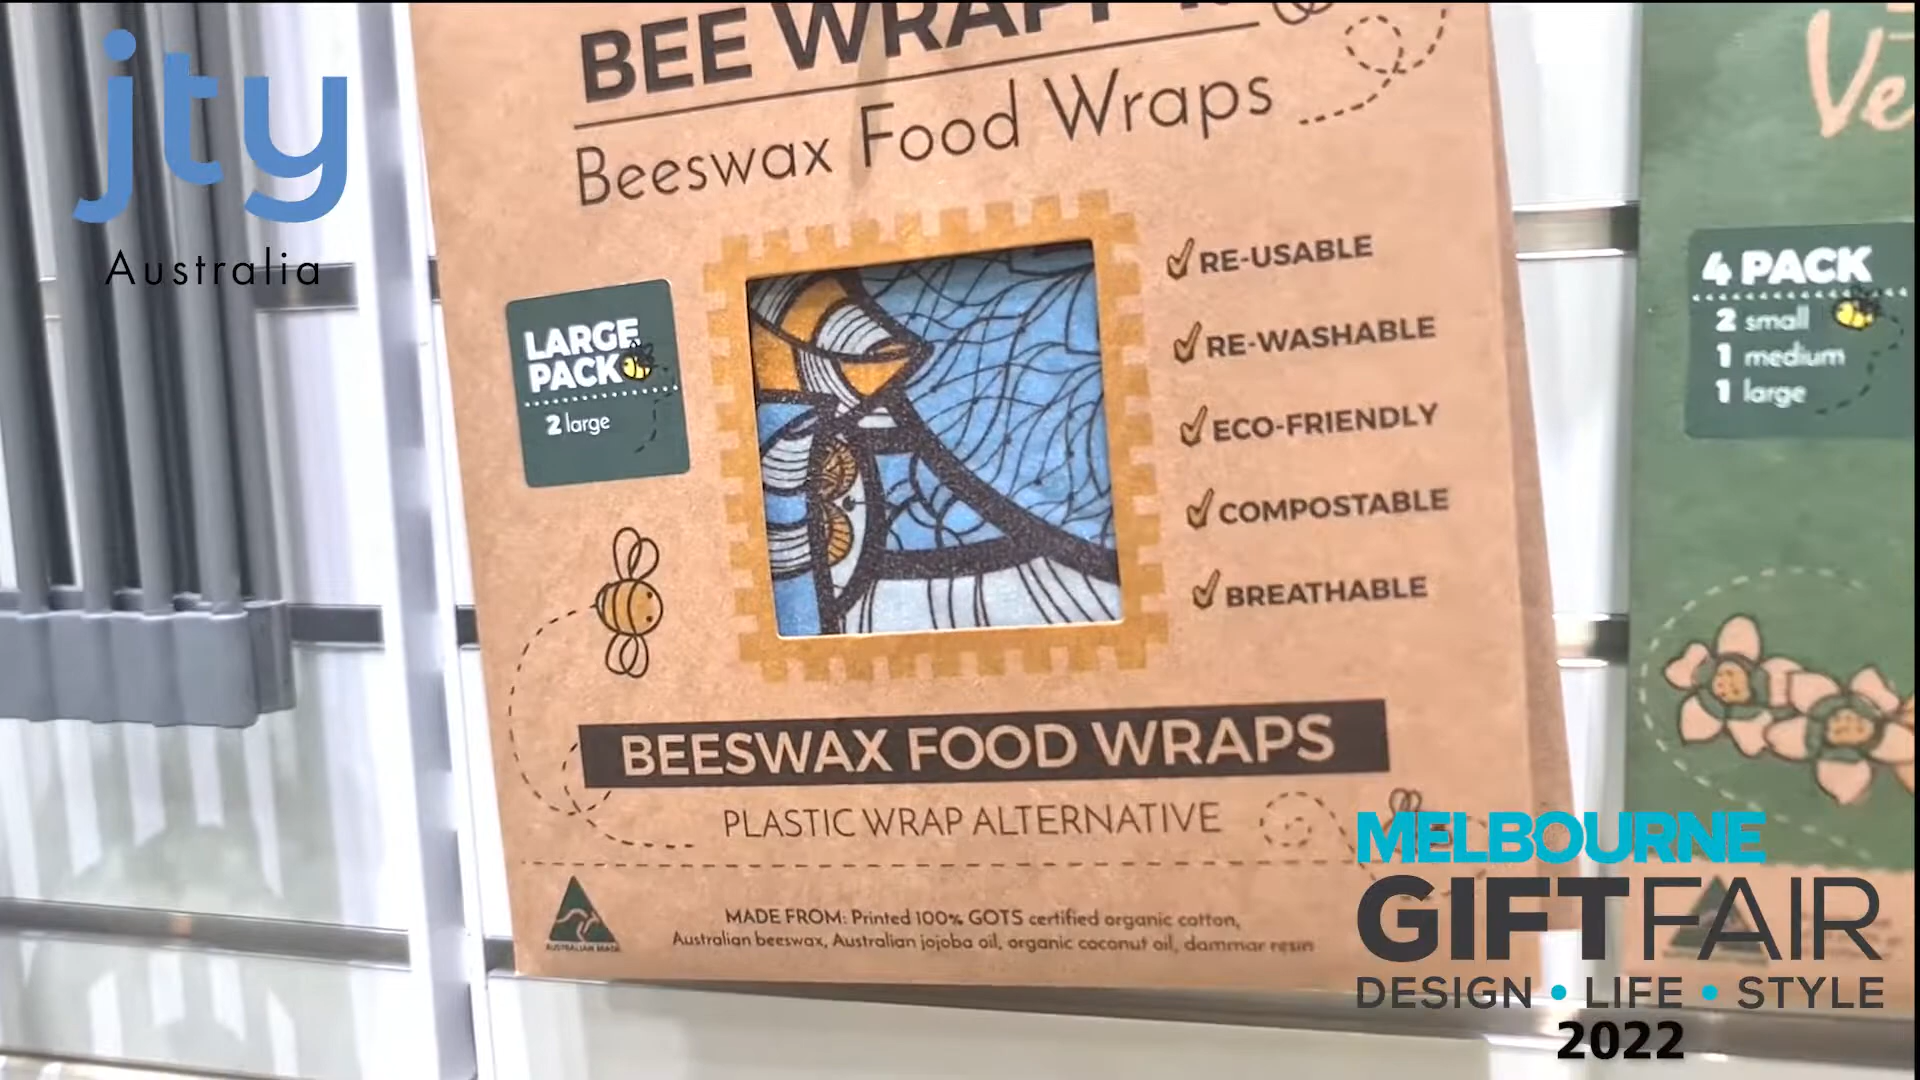 jty
Australia
BEE
Beeswax Food Wraps
LARGE
PACK
2 large
RE-USABLE
RE-WASHABLE
ECO-FRIENDLY
COMPOSTABLE
BREATHABLE
BEESWAX FOOD WRAPS
PLASTIC WRAP ALTERNATIVE
AUSTRALIAN MADE
MADE FROM: Printed 100% GOTS certified organic cotton,
Australian beeswax, Australian jojoba oil, organic coconut oil, dammar resin
4 PACK
2 small
1 medium
1 large
MELBOURNE
GIFTFAIR
DESIGN • LIFE • STYLE
2022